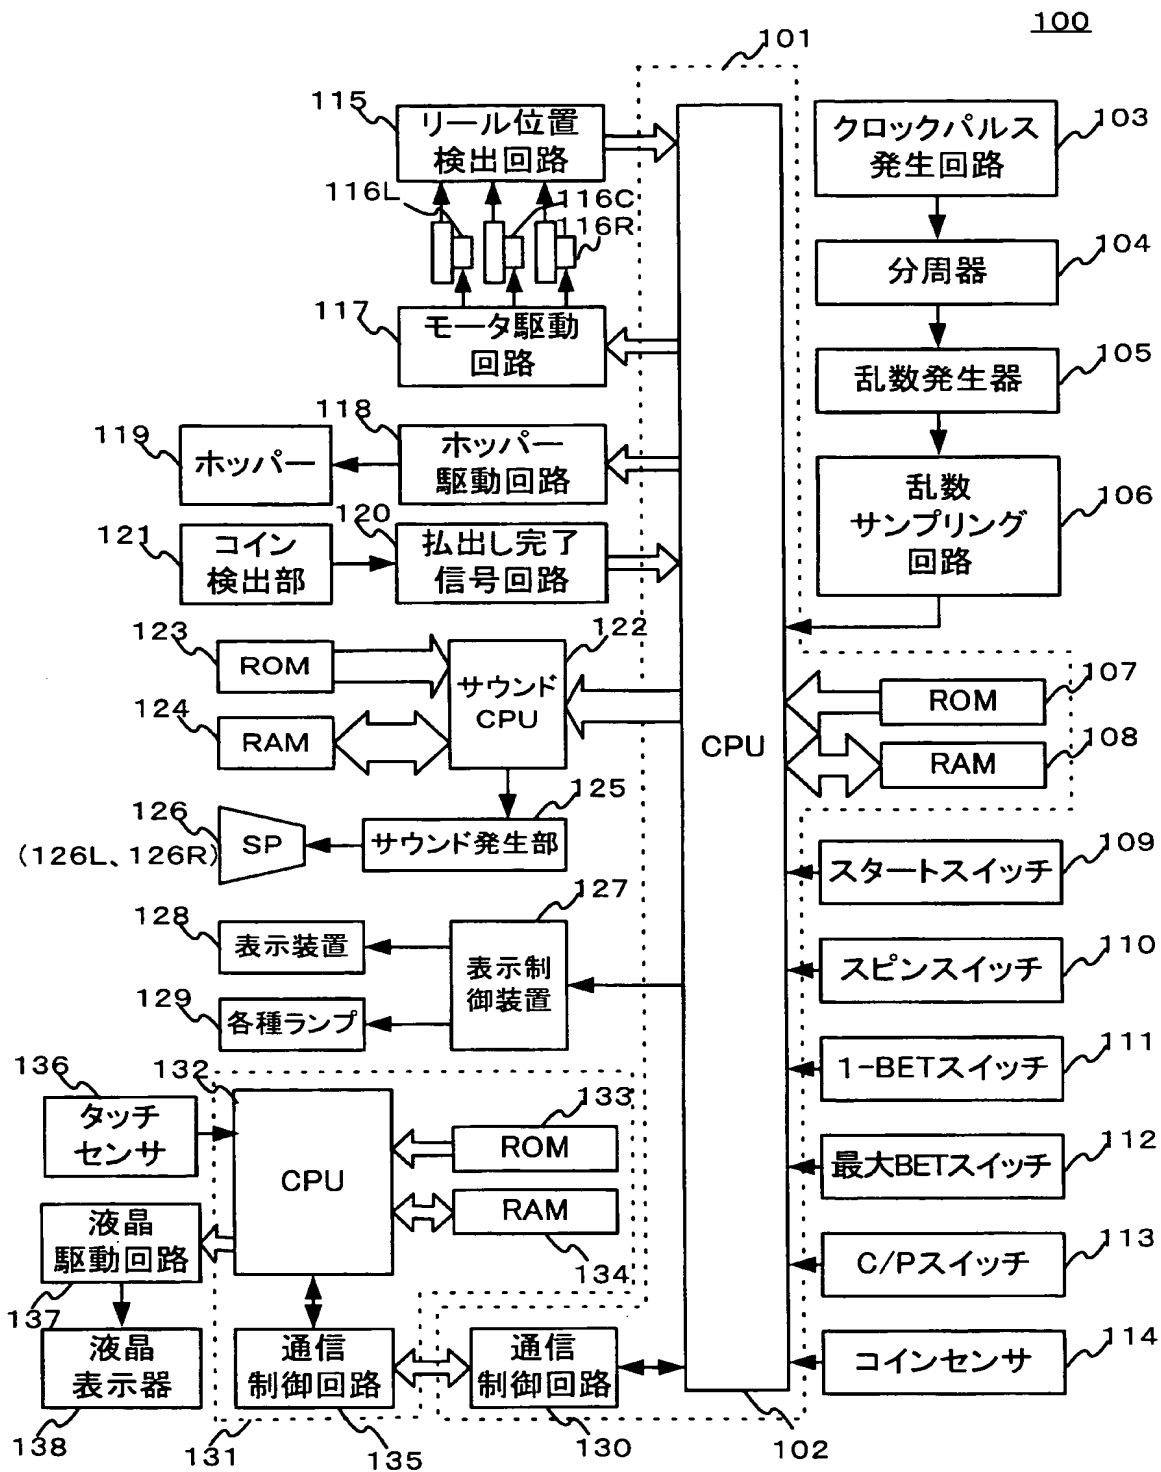 100
101
115
リール位置
検出回路
クロックパルス
発生回路
103
116L
116C
116R
分周器
104
117
モータ駆動
回路
乱数発生器
105
119
ホッパー
118
ホッパー
駆動回路
乱数
サンプリング
回路
106
121
コイン
検出部
120
払出し完了
信号回路
123
ROM
122
サウンド
CPU
124
RAM
CPU
ROM
107
RAM
108
126
(126L、126R)
SP
125
サウンド発生部
スタートスイッチ
109
128
表示装置
127
表示制
御装置
スピンスイッチ
110
129
各種ランプ
1-BETスイッチ
111
136
タッチ
センサ
132
CPU
133
ROM
RAM
134
最大BETスイッチ
112
液晶
駆動回路
137
C/Pスイッチ
113
液晶
表示器
138
通信
制御回路
通信
制御回路
コインセンサ
114
131
135
130
102